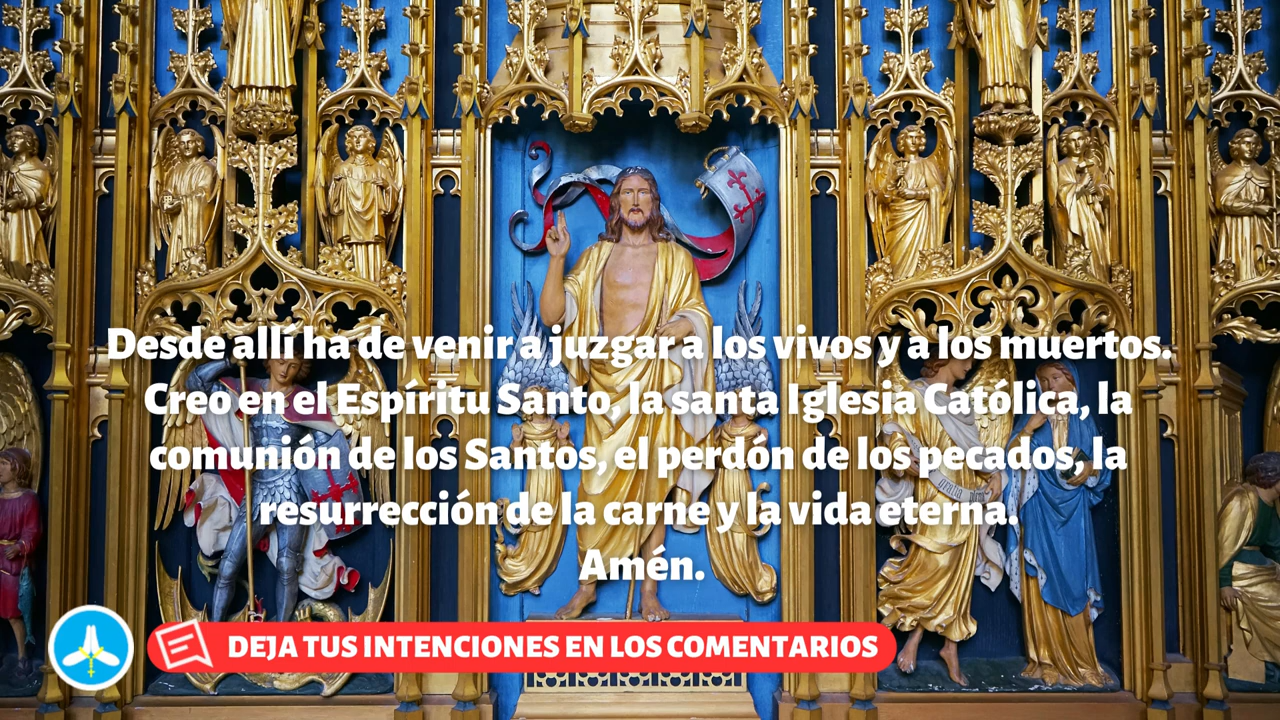 Desde allí ha de venir a juzgar a los vivos y a los muertos.
Creo en el Espíritu Santo, la santa Iglesia Católica, la
comunión de los Santos, el perdón de los pecados, la
resurrección de la carne y la vida eterna.
Amén.
gratia plena
DEJA TUS INTENCIONES EN LOS COMENTARIOS